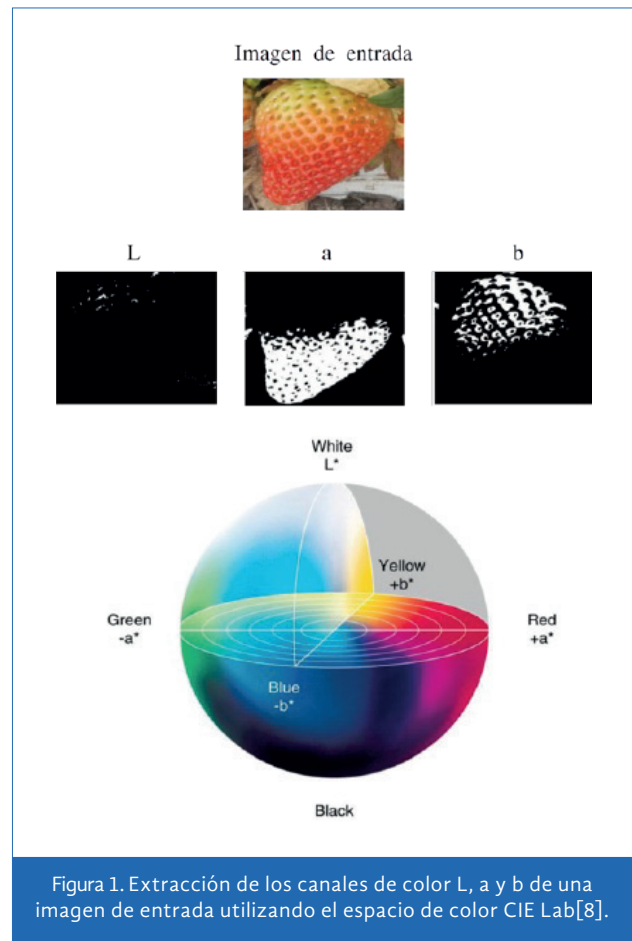 Imagen de entrada
L a b
White
L*
Yellow
+b*
Green
-a*
Red
+a*
Blue
-b*
Black
Figura 1. Extracción de los canales de color L, a y b de una
imagen de entrada utilizando el espacio de color CIE Lab[8].